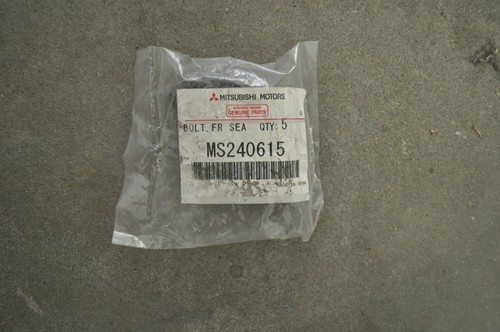 MITSUBISHI MOTORS
GENUINE PARTS
BOLT,FR SEA QTY:5
MS240615